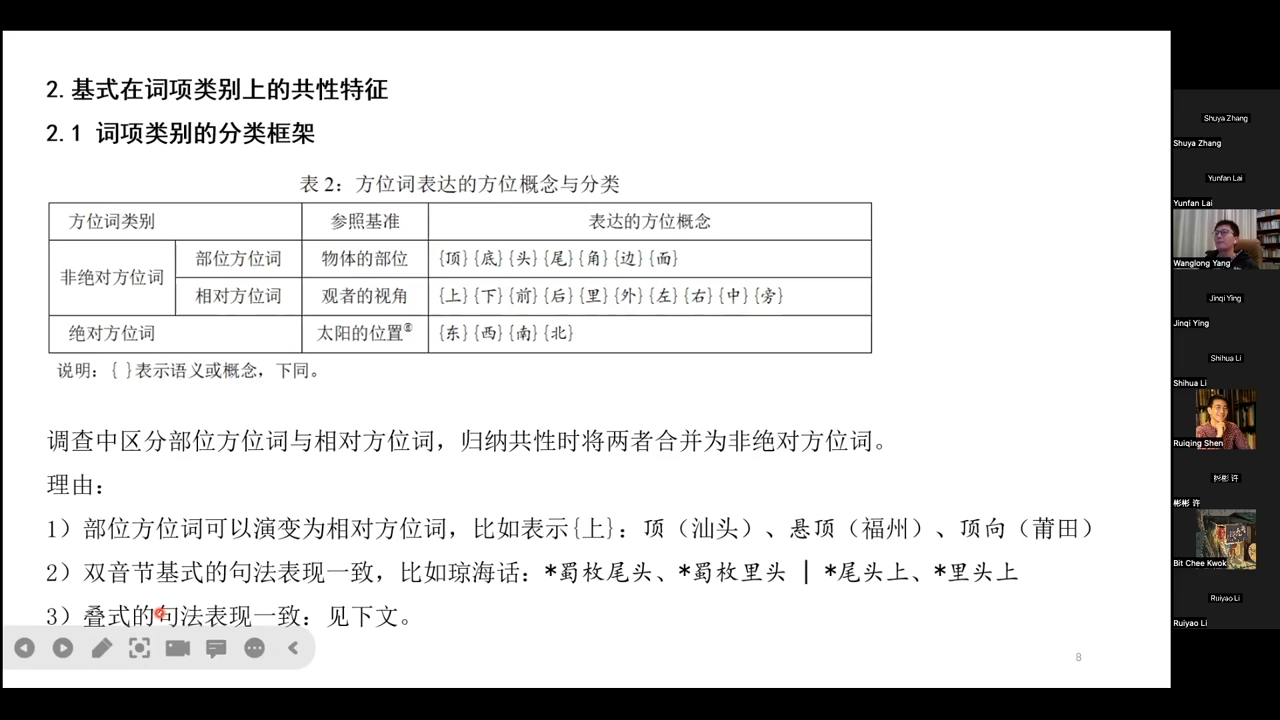 2.基式在词项类别上的共性特征
2.1 词项类别的分类框架
表 2：方位词表达的方位概念与分类
方位词类别 参照基准 表达的方位概念
非绝对方位词 部位方位词 物体的部位 {顶}{底}{头}{尾}{角}{边}{面}
相对方位词 观者的视角 {上}{下}{前}{后}{里}{外}{左}{右}{中}{旁}
绝对方位词 太阳的位置⑧ {东}{西}{南}{北}
说明：{ }表示语义或概念，下同。
调查中区分部位方位词与相对方位词，归纳共性时将两者合并为非绝对方位词。
理由：
1）部位方位词可以演变为相对方位词，比如表示{上}：顶（汕头）、悬顶（福州）、顶向（莆田）
2）双音节基式的句法表现一致，比如琼海话：*蜀枚尾头、*蜀枚里头 | *尾头上、*里头上
3）叠式的句法表现一致：见下文。
8
Shuya Zhang
Shuya Zhang
Yunfan Lai
Yunfan Lai
Wanglong Yang
Jinqi Ying
Jinqi Ying
Shihua Li
Shihua Li
Ruiqing Shen
彬彬 许
彬彬 许
Bit Chee Kwok
Ruiyao Li
Ruiyao Li